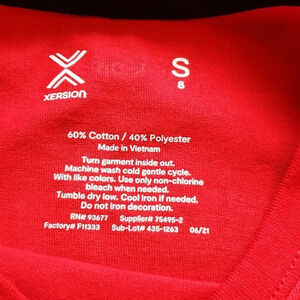 S
8
XERSION
60% Cotton / 40% Polyester
Made in Vietnam
Turn garment inside out.
Machine wash cold gentle cycle.
With like colors. Use only non-chlorine
bleach when needed.
Tumble dry low. Cool iron if needed.
Do not iron decoration.
RN# 93677 Supplier# 75495-2
Factory# F11333 Sub-Lot# 435-1263 06/21